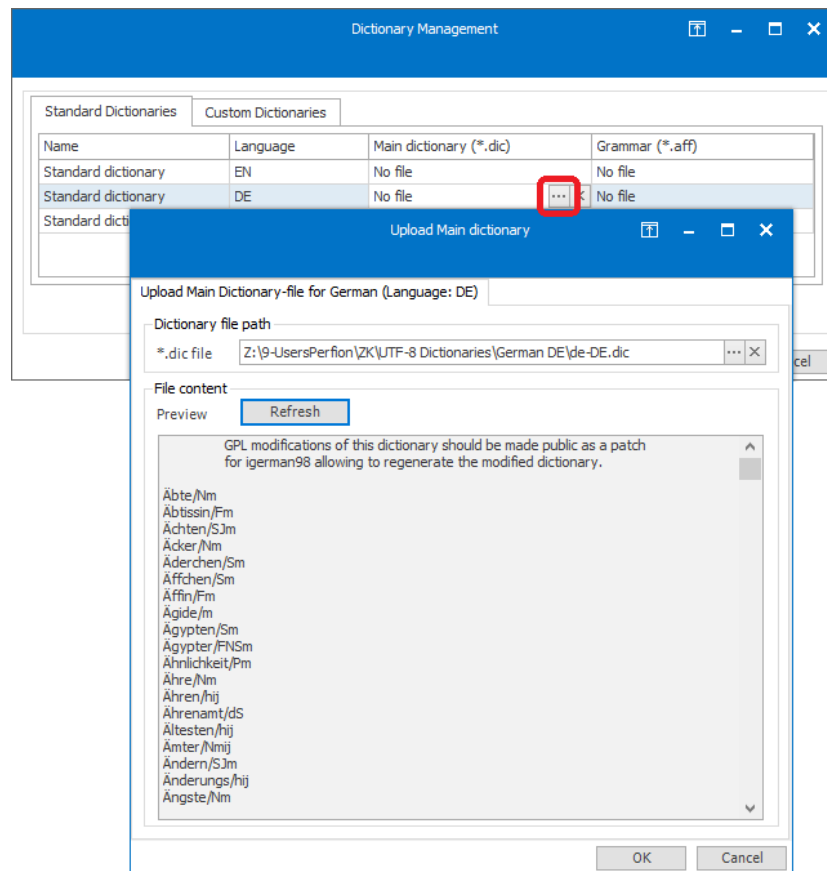 Dictionary Management
Standard Dictionaries Custom Dictionaries
Name Language Main dictionary (*.dic) Grammar (*.aff)
Standard dictionary EN No file No file
Standard dictionary DE No file ... No file
Standard dicti
Upload Main dictionary
Upload Main Dictionary-file for German (Language: DE)
Dictionary file path
*.dic file Z:\9-UsersPerfion\ZK\UTF-8 Dictionaries\German DE\de-DE.dic ...
cel
File content
Preview Refresh
GPL modifications of this dictionary should be made public as a patch
for igerman98 allowing to regenerate the modified dictionary.
Äbte/Nm
Äbtissin/Fm
Ächten/SJm
Äcker/Nm
Äderchen/Sm
Äffchen/Sm
Äffin/Fm
Ägide/m
Ägypten/Sm
Ägypter/FNSm
Ähnlichkeit/Pm
Ähre/Nm
Ähren/hij
Ährenamt/dS
Ältesten/hij
Ämter/Nmij
Ändern/SJm
Änderungs/hij
Ängste/Nm
OK Cancel